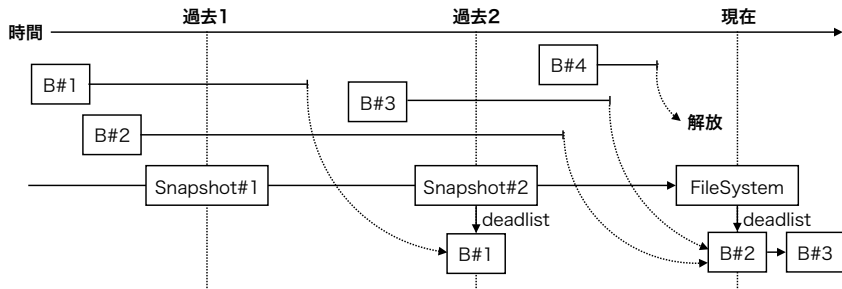 過去1
過去2
現在
時間
B#1
B#2
B#3
B#4
解放
Snapshot#1
Snapshot#2
FileSystem
deadlist
deadlist
B#1
B#2
B#3